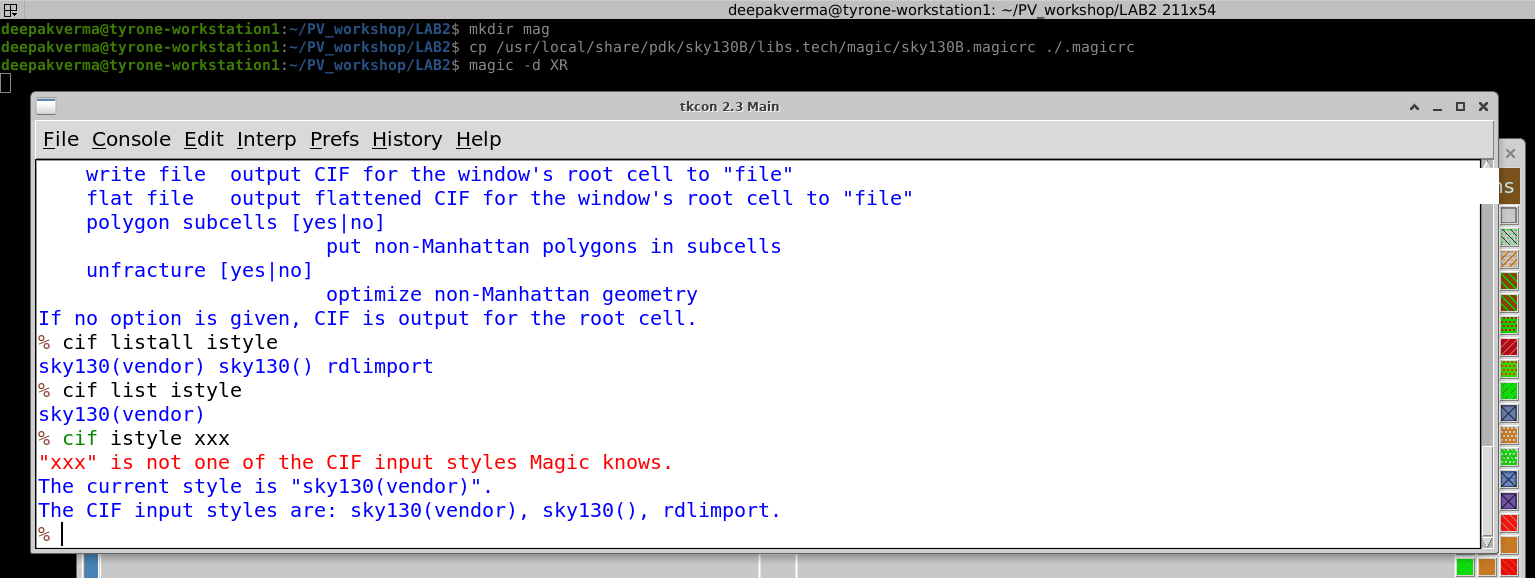 deepakverma@tyrone-workstation1: ~/PV_workshop/LAB2 211x54
deepakverma@tyrone-workstation1:~/PV_workshop/LAB2$ mkdir mag
deepakverma@tyrone-workstation1:~/PV_workshop/LAB2$ cp /usr/local/share/pdk/sky130B/libs.tech/magic/sky130B.magicrc ./.magicrc
deepakverma@tyrone-workstation1:~/PV_workshop/LAB2$ magic -d XR
tkcon 2.3 Main
File Console Edit Interp Prefs History Help
    write file  output CIF for the window's root cell to "file"
    flat file   output flattened CIF for the window's root cell to "file"
    polygon subcells [yes|no]
                        put non-Manhattan polygons in subcells
    unfracture [yes|no]
                        optimize non-Manhattan geometry
If no option is given, CIF is output for the root cell.
% cif listall istyle
sky130(vendor) sky130() rdlimport
% cif list istyle
sky130(vendor)
% cif istyle xxx
"xxx" is not one of the CIF input styles Magic knows.
The current style is "sky130(vendor)".
The CIF input styles are: sky130(vendor), sky130(), rdlimport.
%